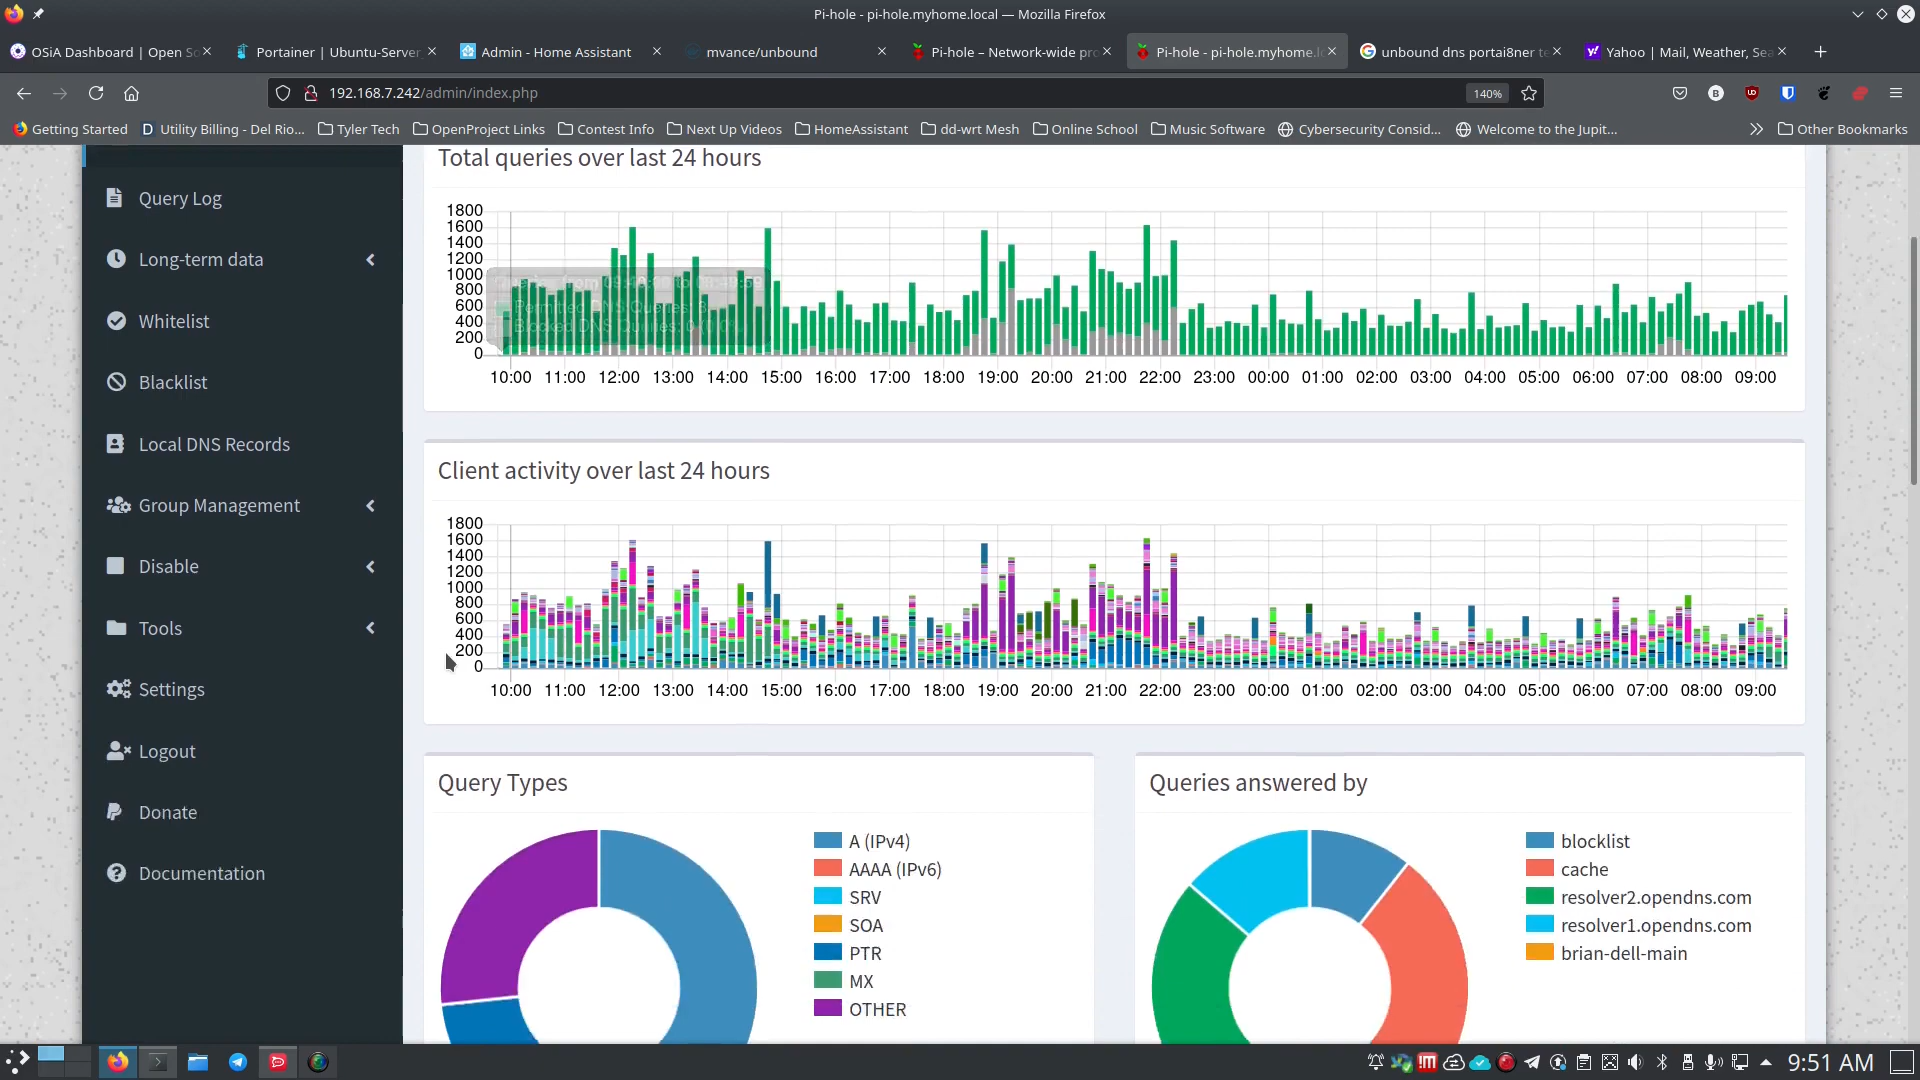 Pi-hole - pi-hole.myhome.local — Mozilla Firefox
OSiA Dashboard | Open So
Portainer | Ubuntu-Server
Admin - Home Assistant
mvance/unbound
Pi-hole – Network-wide pro
Pi-hole - pi-hole.myhome.l
unbound dns portai8ner te
Yahoo | Mail, Weather, Sea
192.168.7.242/admin/index.php
140%
Getting Started
Utility Billing - Del Rio...
Tyler Tech
OpenProject Links
Contest Info
Next Up Videos
HomeAssistant
dd-wrt Mesh
Online School
Music Software
Cybersecurity Consid...
Welcome to the Jupit...
Other Bookmarks
Query Log
Long-term data
Whitelist
Blacklist
Local DNS Records
Group Management
Disable
Tools
Settings
Logout
Donate
Documentation
Total queries over last 24 hours
1800
1600
1400
1200
1000
800
600
400
200
0
Permitted DNS Queries: 3
10:00 11:00 12:00 13:00 14:00 15:00 16:00 17:00 18:00 19:00 20:00 21:00 22:00 23:00 00:00 01:00 02:00 03:00 04:00 05:00 06:00 07:00 08:00 09:00
Client activity over last 24 hours
1800
1600
1400
1200
1000
800
600
400
200
0
10:00 11:00 12:00 13:00 14:00 15:00 16:00 17:00 18:00 19:00 20:00 21:00 22:00 23:00 00:00 01:00 02:00 03:00 04:00 05:00 06:00 07:00 08:00 09:00
Query Types
A (IPv4)
AAAA (IPv6)
SRV
SOA
PTR
MX
OTHER
Queries answered by
blocklist
cache
resolver2.opendns.com
resolver1.opendns.com
brian-dell-main
9:51 AM